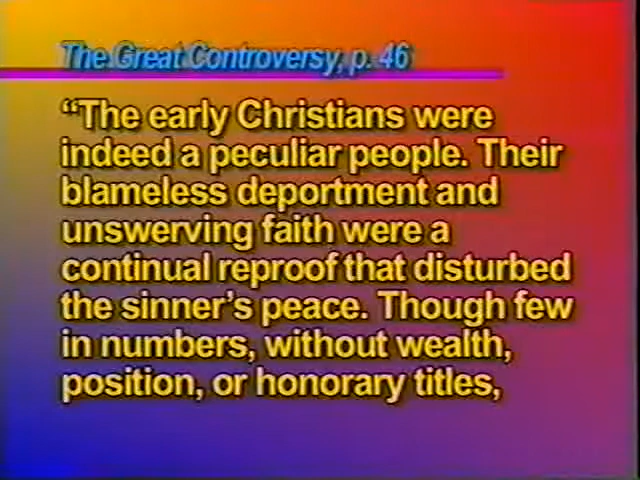 The Great Controversy, p. 46
“The early Christians were
indeed a peculiar people. Their
blameless deportment and
unswerving faith were a
continual reproof that disturbed
the sinner’s peace. Though few
in numbers, without wealth,
position, or honorary titles,